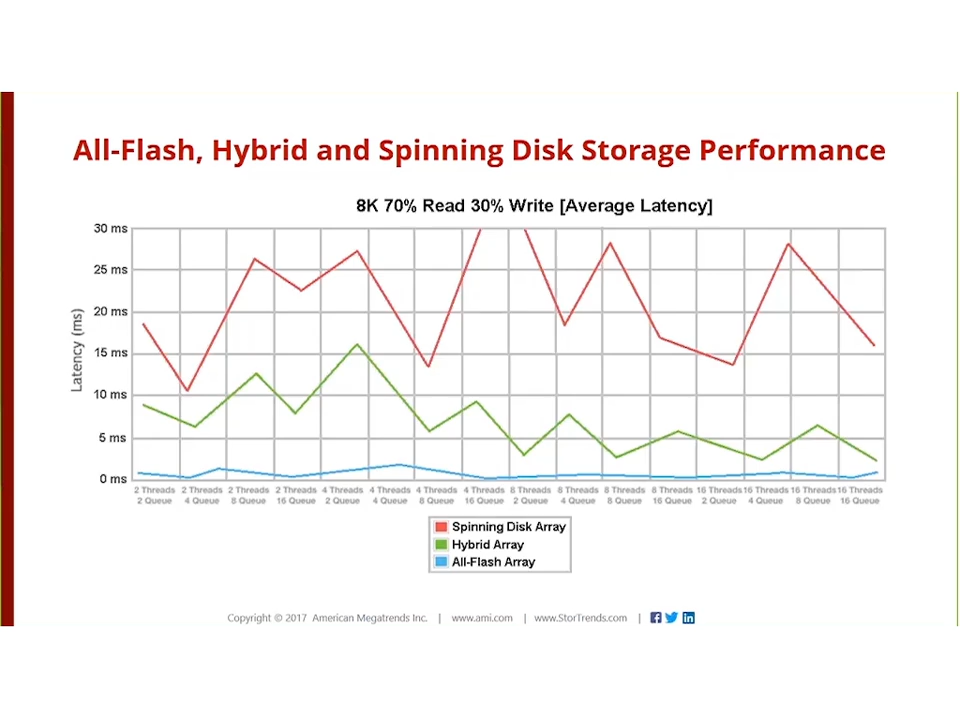 All-Flash, Hybrid and Spinning Disk Storage Performance
8K 70% Read 30% Write [Average Latency]
Latency (ms)
30 ms
25 ms
20 ms
15 ms
10 ms
5 ms
0 ms
2 Threads 2 Threads 2 Threads 2 Threads 4 Threads 4 Threads 4 Threads 4 Threads 8 Threads 8 Threads 8 Threads 8 Threads 16 Threads 16 Threads 16 Threads 16 Threads
2 Queue 4 Queue 8 Queue 16 Queue 2 Queue 4 Queue 8 Queue 16 Queue 2 Queue 4 Queue 8 Queue 16 Queue 2 Queue 4 Queue 8 Queue 16 Queue
Spinning Disk Array
Hybrid Array
All-Flash Array
Copyright © 2017 American Megatrends Inc. | www.ami.com | www.StorTrends.com |